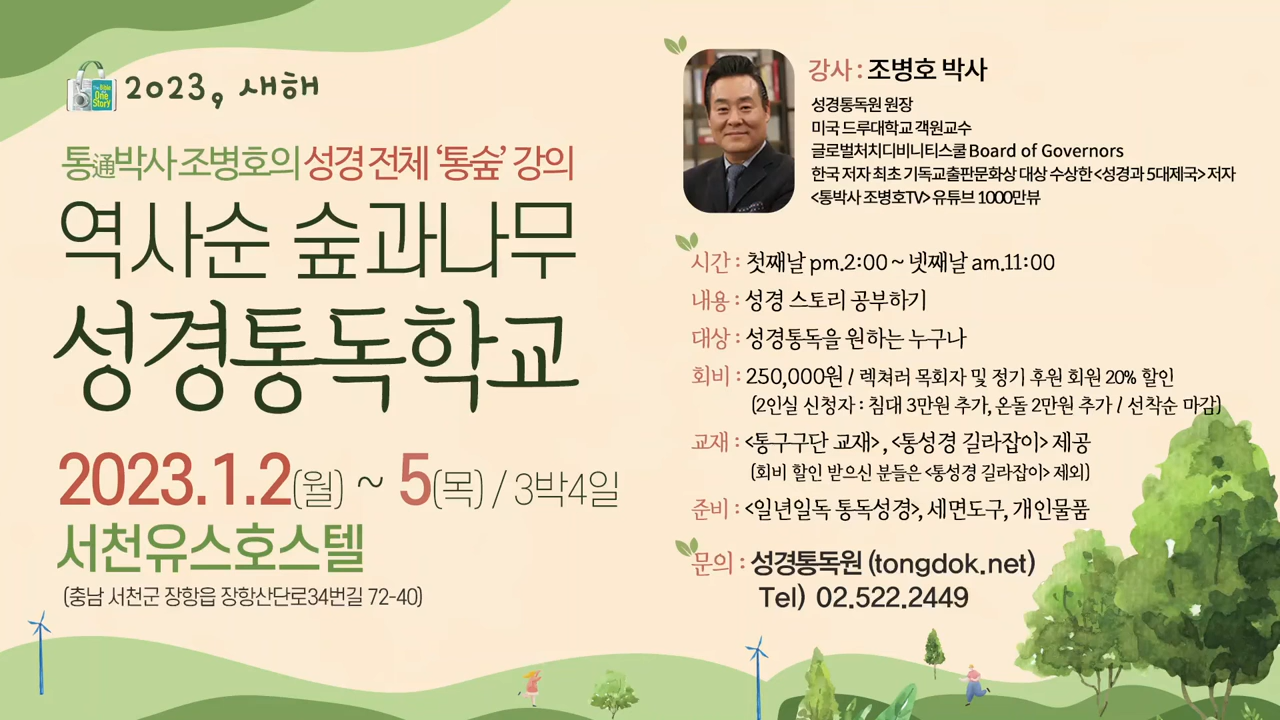 The Bible One Story
2023, 새해
통通박사 조병호의 성경 전체 ‘통숲’ 강의
역사순 숲과나무
성경통독학교
2023.1.2(월) ~ 5(목) / 3박4일
서천유스호스텔
(충남 서천군 장항읍 장항산단로34번길 72-40)
강사 : 조병호 박사
성경통독원 원장
미국 드루대학교 객원교수
글로벌처치디비니티스쿨 Board of Governors
한국 저자 최초 기독교출판문화상 대상 수상한 <성경과 5대제국> 저자
<통박사 조병호TV> 유튜브 1000만뷰
시간 : 첫째날 pm.2:00 ~ 넷째날 am.11:00
내용 : 성경 스토리 공부하기
대상 : 성경통독을 원하는 누구나
회비 : 250,000원 / 렉쳐러 목회자 및 정기 후원 회원 20% 할인
(2인실 신청자 : 침대 3만원 추가, 온돌 2만원 추가 / 선착순 마감)
교재 : <통구구단 교재>, <통성경 길라잡이> 제공
(회비 할인 받으신 분들은 <통성경 길라잡이> 제외)
준비 : <일년일독 통독성경>, 세면도구, 개인물품
문의 : 성경통독원 (tongdok.net)
Tel) 02.522.2449